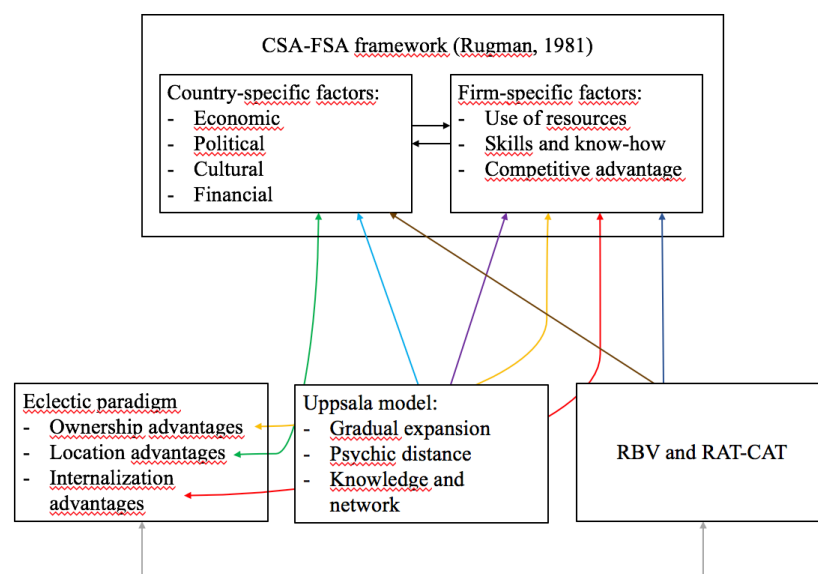 CSA-FSA framework (Rugman, 1981)
Country-specific factors:
- Economic
- Political
- Cultural
- Financial
Firm-specific factors:
- Use of resources
- Skills and know-how
- Competitive advantage
Eclectic paradigm
- Ownership advantages
- Location advantages
- Internalization
advantages
Uppsala model:
- Gradual expansion
- Psychic distance
- Knowledge and
network
RBV and RAT-CAT